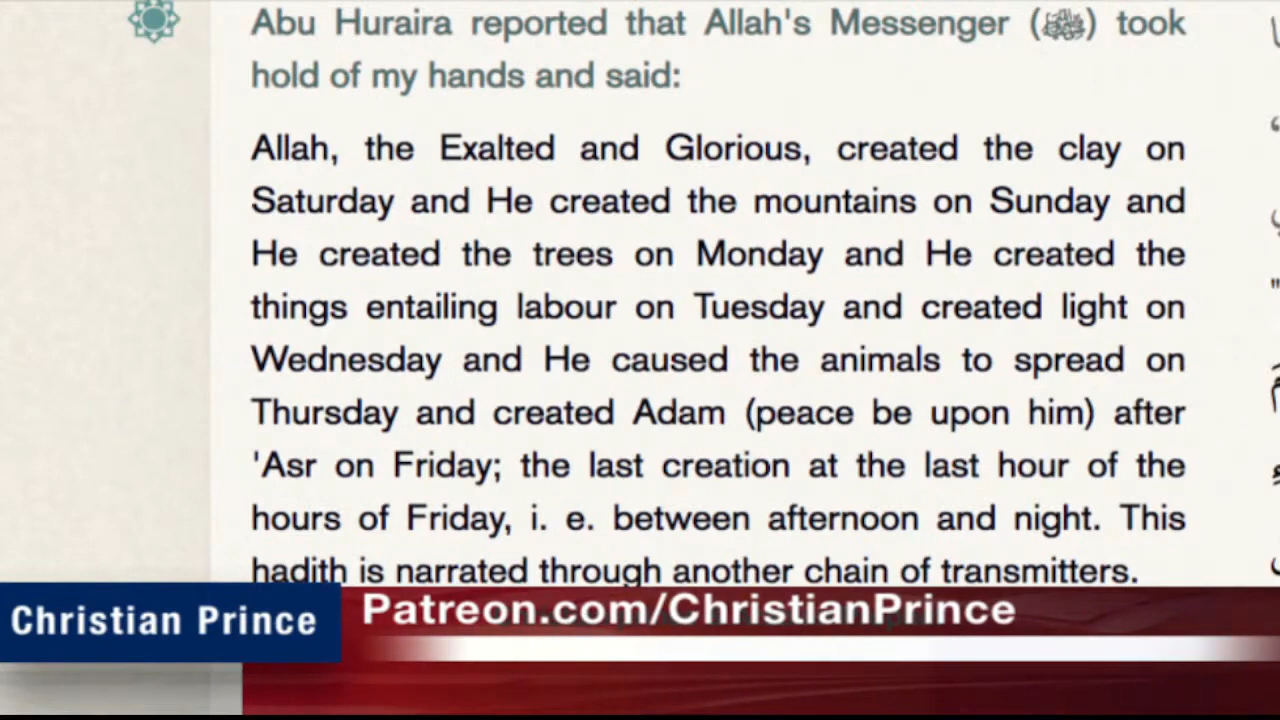 Abu Huraira reported that Allah's Messenger (ﷺ) took
hold of my hands and said:
Allah, the Exalted and Glorious, created the clay on
Saturday and He created the mountains on Sunday and
He created the trees on Monday and He created the
things entailing labour on Tuesday and created light on
Wednesday and He caused the animals to spread on
Thursday and created Adam (peace be upon him) after
'Asr on Friday; the last creation at the last hour of the
hours of Friday, i. e. between afternoon and night. This
hadith is narrated through another chain of transmitters.
Christian Prince
Patreon.com/ChristianPrince